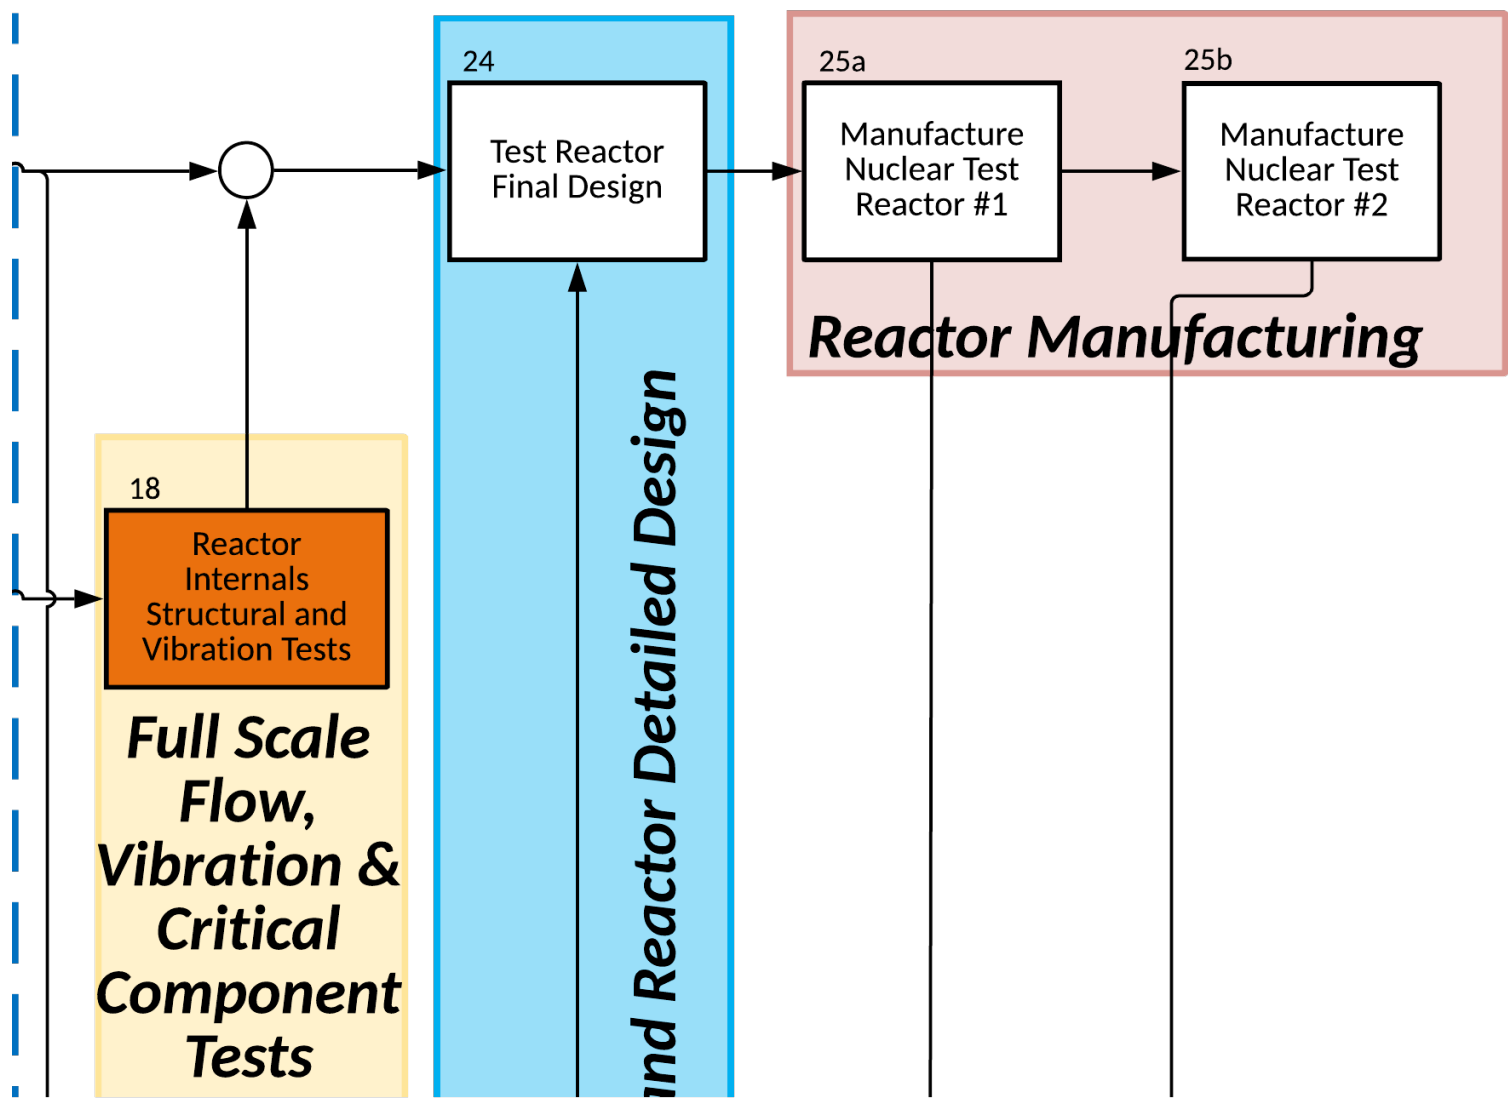 24
Test Reactor
Final Design
25a
Manufacture
Nuclear Test
Reactor #1
25b
Manufacture
Nuclear Test
Reactor #2
Reactor Manufacturing
18
Reactor
Internals
Structural and
Vibration Tests
Full Scale
Flow,
Vibration &
Critical
Component
Tests
Reactor Detailed Design